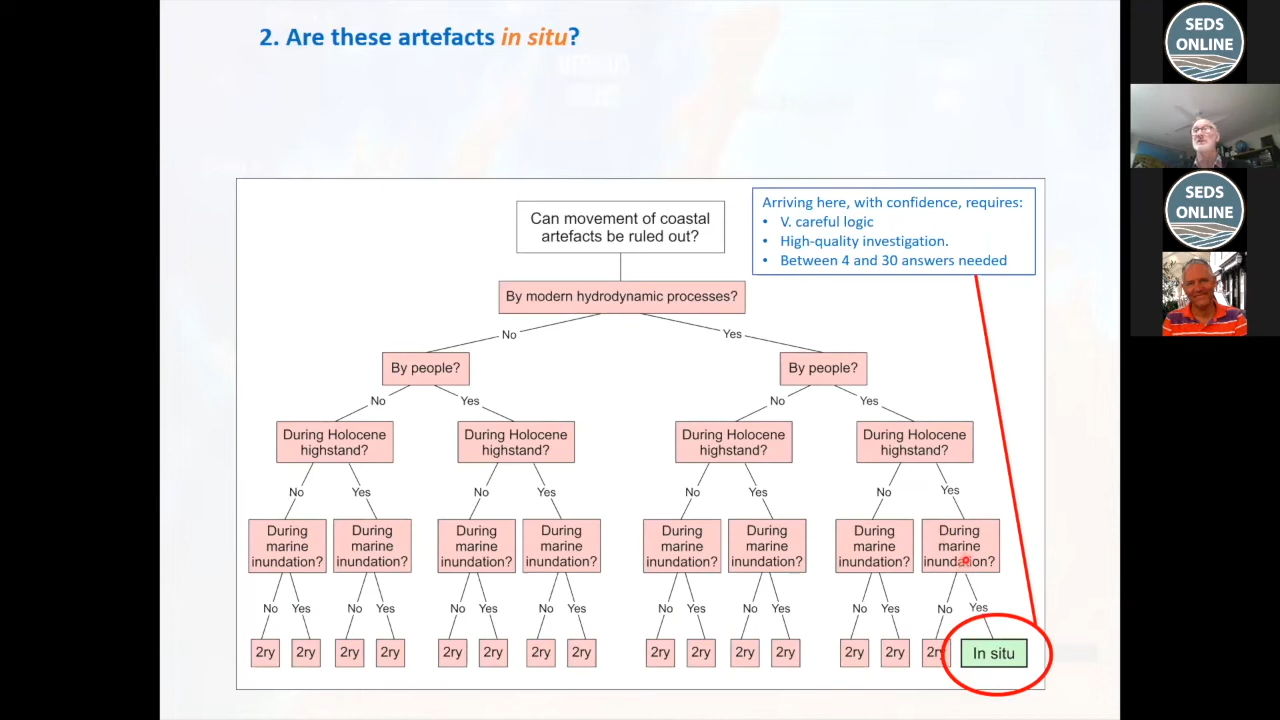 2. Are these artefacts in situ?
SEDS
ONLINE
SEDS
ONLINE
Can movement of coastal
artefacts be ruled out?
Arriving here, with confidence, requires:
• V. careful logic
• High-quality investigation.
• Between 4 and 30 answers needed
By modern hydrodynamic processes?
No Yes
By people? By people?
No Yes No Yes
During Holocene During Holocene During Holocene During Holocene
highstand? highstand? highstand? highstand?
No Yes No Yes No Yes No Yes
During During During During During During During During
marine marine marine marine marine marine marine marine
inundation? inundation? inundation? inundation? inundation? inundation? inundation? inundation?
No Yes No Yes No Yes No Yes No Yes No Yes No Yes No Yes
2ry 2ry 2ry 2ry 2ry 2ry 2ry 2ry 2ry 2ry 2ry 2ry 2ry 2ry 2ry In situ